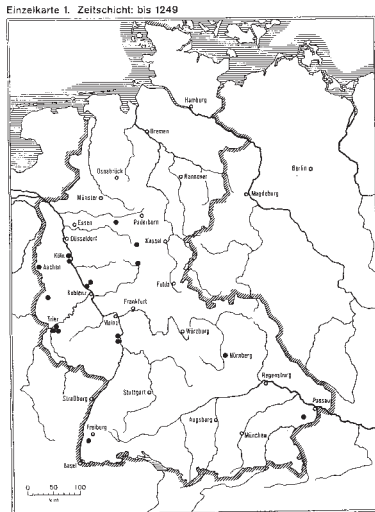 Einzelkarte 1. Zeitschicht: bis 1249
Hamburg
Bremen
Osnabrück
Hannover
Berlin
Münster
Magdeburg
Paderborn
Essen
Düsseldorf
Kassel
Köln
Aachen
Fulda
Koblenz
Frankfurt
Trier
Mainz
Würzburg
Nürnberg
Regensburg
Straßburg
Stuttgart
Passau
Augsburg
München
Freiburg
Basel
0 50 100
km